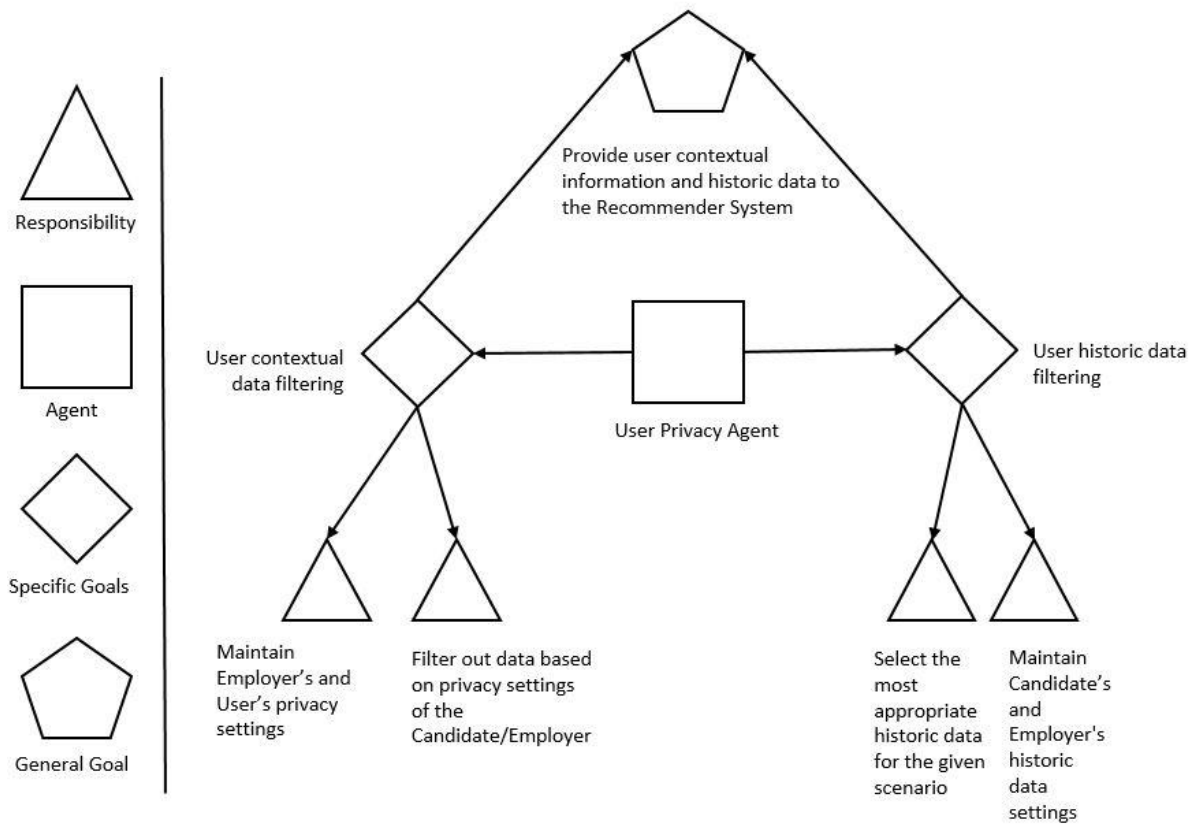 Responsibility
Agent
Specific Goals
General Goal
Provide user contextual
information and historic data to
the Recommender System
User contextual
data filtering
User Privacy Agent
User historic data
filtering
Maintain
Employer’s and
User’s privacy
settings
Filter out data based
on privacy settings
of the
Candidate/Employer
Select the
most
appropriate
historic data
for the given
scenario
Maintain
Candidate’s
and
Employer's
historic
data
settings